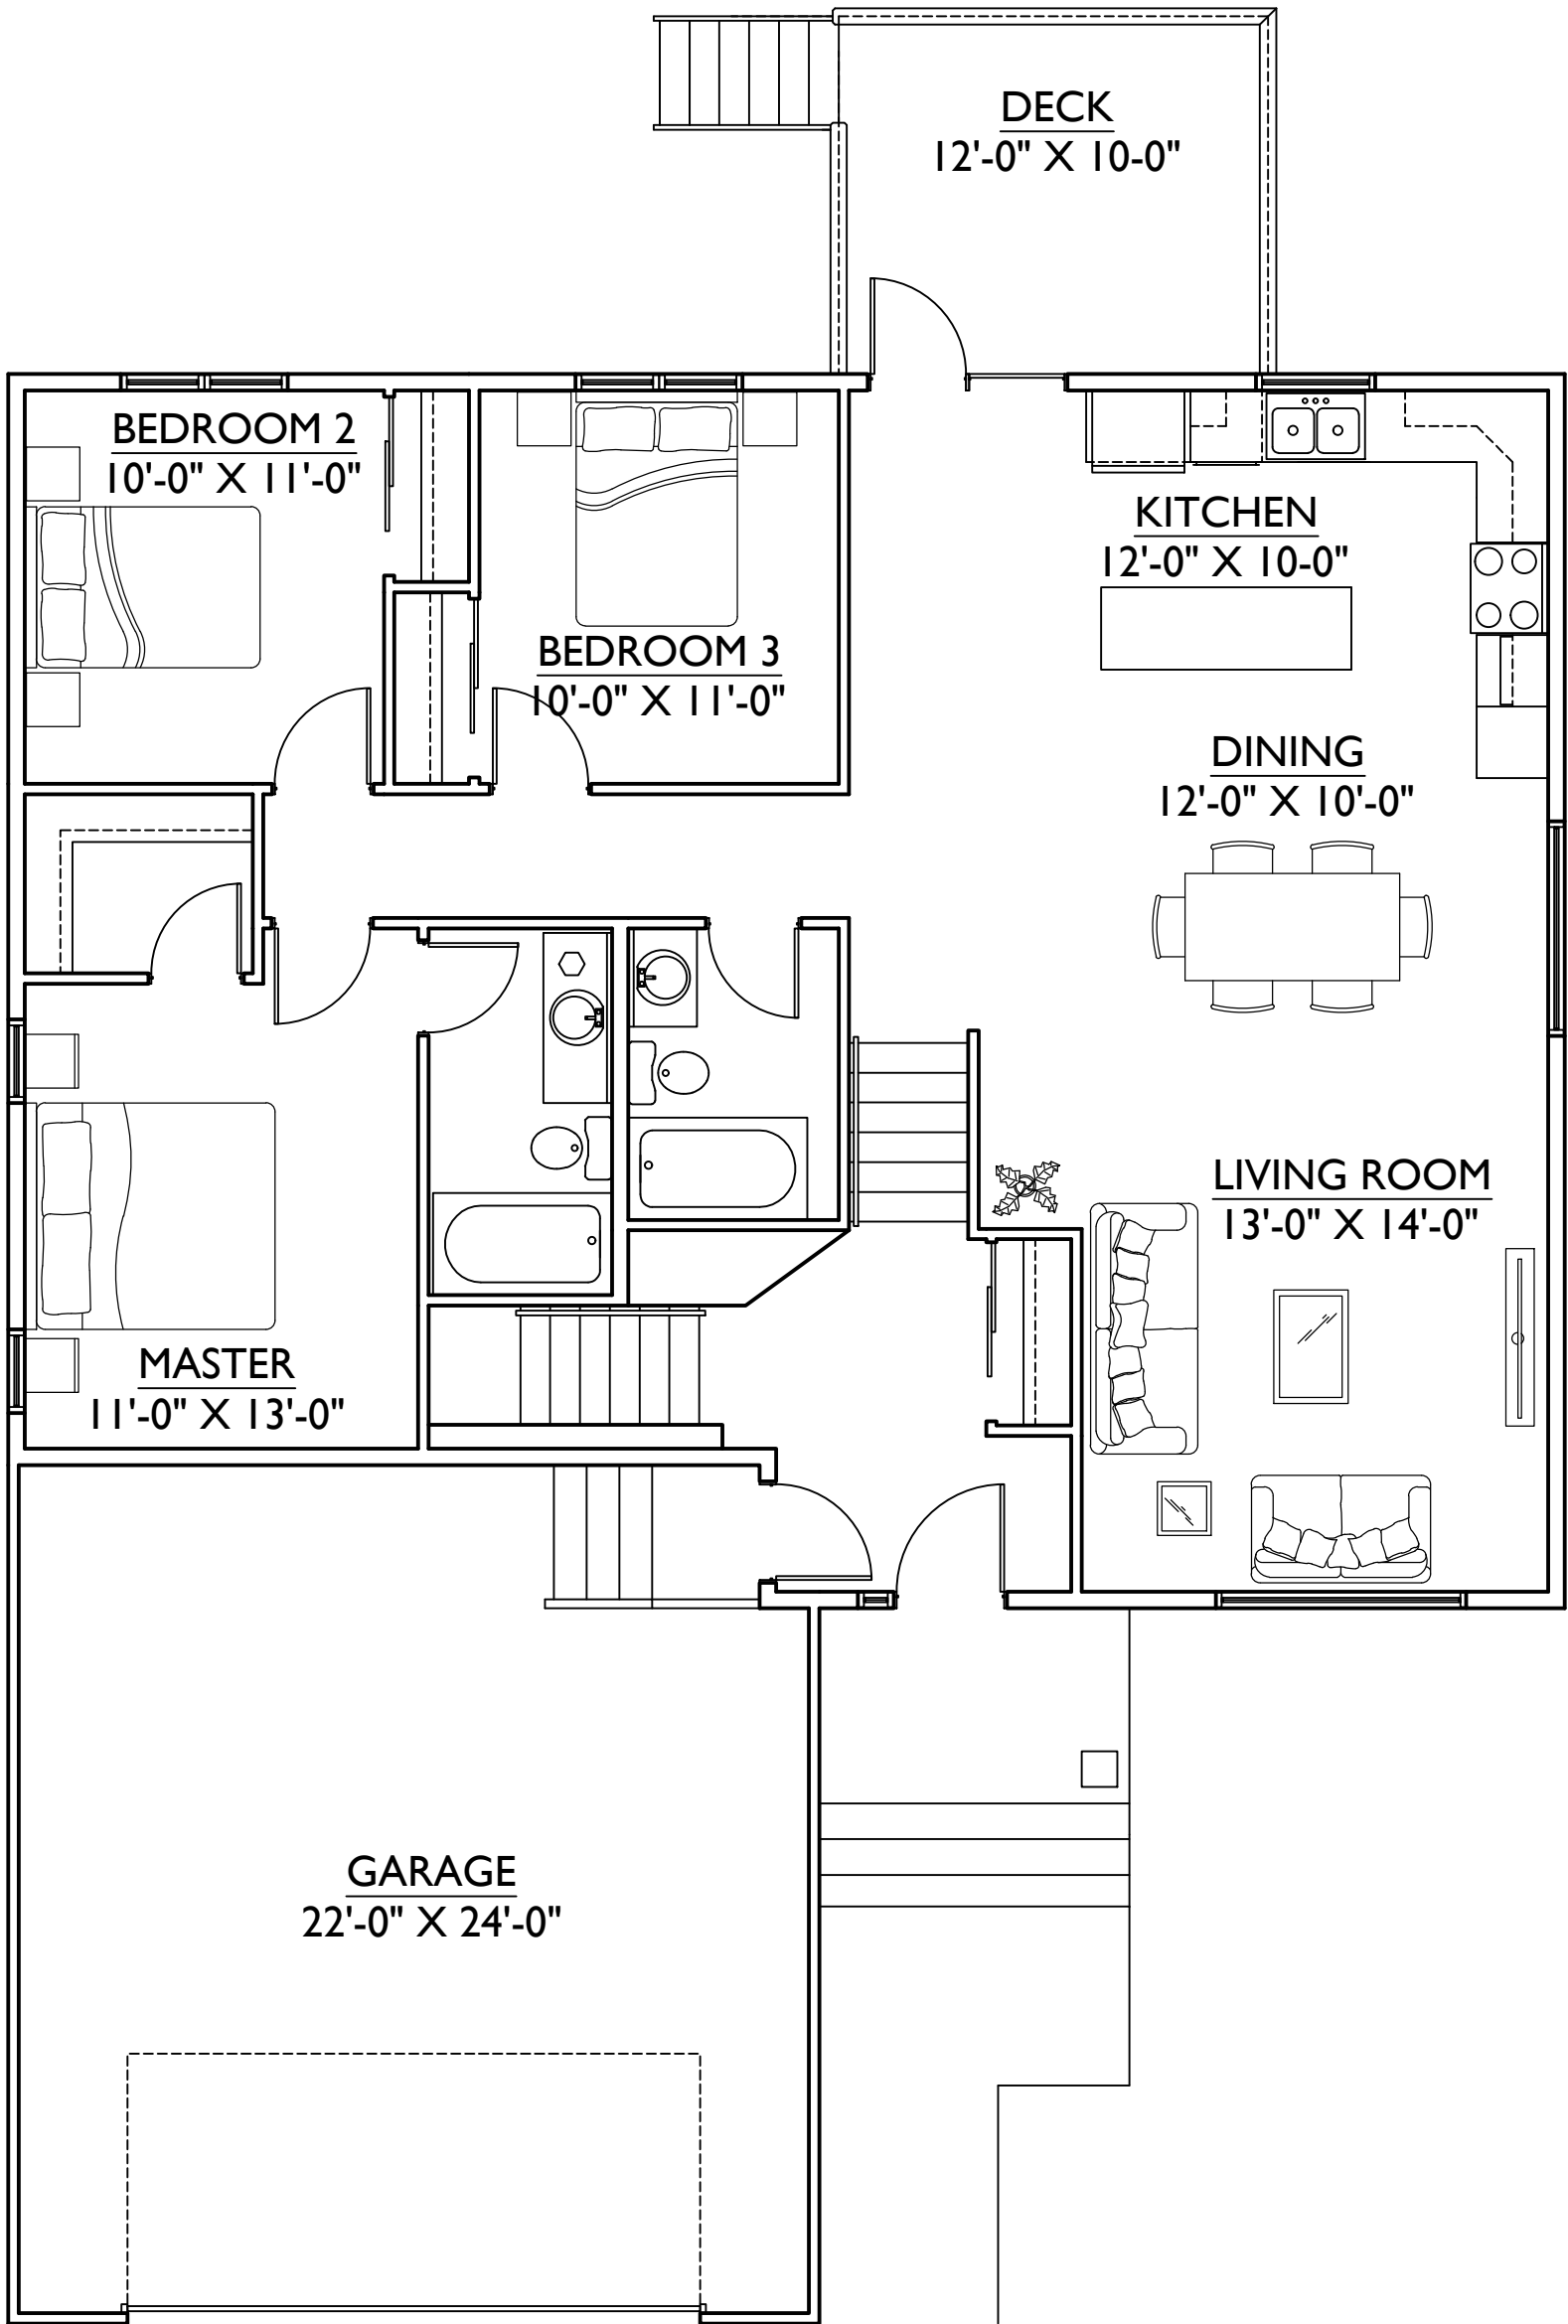 DECK
12'-0" X 10-0"
BEDROOM 2
10'-0" X 11'-0"
BEDROOM 3
10'-0" X 11'-0"
KITCHEN
12'-0" X 10-0"
DINING
12'-0" X 10'-0"
LIVING ROOM
13'-0" X 14'-0"
MASTER
11'-0" X 13'-0"
GARAGE
22'-0" X 24'-0"